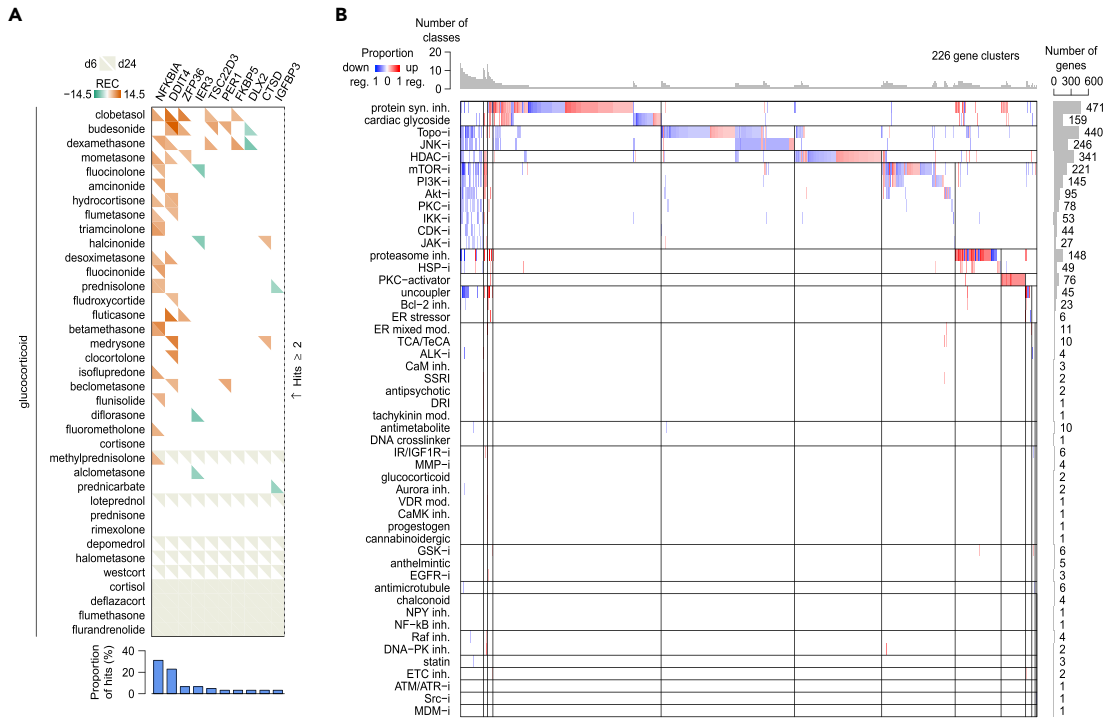 A
d6 d24
REC
−14.5 14.5
NFKBIA
DDIT4
ZFP36
IER3
TSC22D3
PER1
FKBP5
DLX2
CTSD
IGFBP3
glucocorticoid
clobetasol
budesonide
dexamethasone
mometasone
fluocinolone
amcinonide
hydrocortisone
flumetasone
triamcinolone
halcinonide
desoximetasone
fluocinonide
prednisolone
fludroxycortide
fluticasone
betamethasone
medrysone
clocortolone
isoflupredone
beclometasone
flunisolide
diflorasone
fluorometholone
cortisone
methylprednisolone
alclometasone
prednicarbate
loteprednol
prednisone
rimexolone
depomedrol
halometasone
westcort
cortisol
deflazacort
flumethasone
flurandrenolide
↑ Hits ≥ 2
Proportion
of hits (%)
40
20
0
B
Number of
classes
20
10
0
Proportion
down up
reg. 1 0 1 reg.
226 gene clusters
Number of
genes
0 300 600
protein syn. inh. 471
cardiac glycoside 159
Topo−i 440
JNK−i 246
HDAC−i 341
mTOR−i 221
PI3K−i 145
Akt−i 95
PKC−i 78
IKK−i 53
CDK−i 44
JAK−i 27
proteasome inh. 148
HSP−i 49
PKC−activator 76
uncoupler 45
Bcl−2 inh. 23
ER stressor 6
ER mixed mod. 11
TCA/TeCA 10
ALK−i 4
CaM inh. 3
SSRI 2
antipsychotic 2
DRI 1
tachykinin mod. 1
antimetabolite 10
DNA crosslinker 1
IR/IGF1R−i 6
MMP−i 4
glucocorticoid 2
Aurora inh. 2
VDR mod. 1
CaMK inh. 1
progestogen 1
cannabinoidergic 1
GSK−i 6
anthelmintic 5
EGFR−i 3
antimicrotubule 6
chalconoid 4
NPY inh. 1
NF−kB inh. 1
Raf inh. 4
DNA−PK inh. 2
statin 3
ETC inh. 2
ATM/ATR−i 1
Src−i 1
MDM−i 1